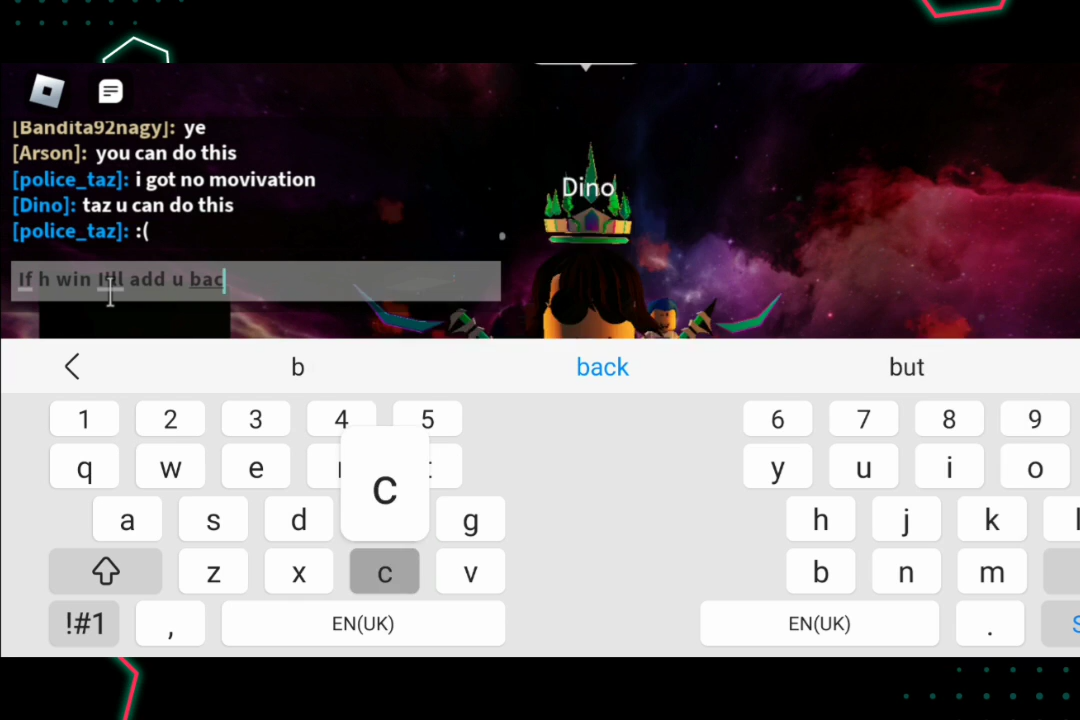 [Bandita92nagy]: ye
[Arson]: you can do this
[police_taz]: i got no movivation
[Dino]: taz u can do this
[police_taz]: :(
Dino
If h win I'll add u bac
b back but
1 2 3 4 5 6 7 8 9
q w e y u i o
c
a s d g h j k
z x c v b n m
!#1 , EN(UK) EN(UK) .